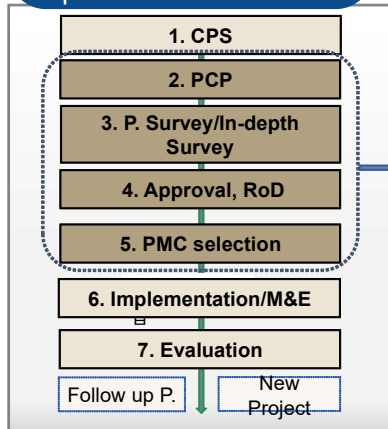 1. CPS
2. PCP
3. P. Survey/In-depth
Survey
4. Approval, RoD
5. PMC selection
6. Implementation/M&E
7. Evaluation
Follow up P.
New
Project